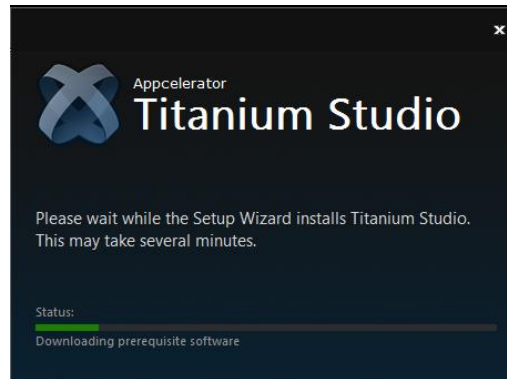 x
Appcelerator
Titanium Studio
Please wait while the Setup Wizard installs Titanium Studio.
This may take several minutes.
Status:
Downloading prerequisite software